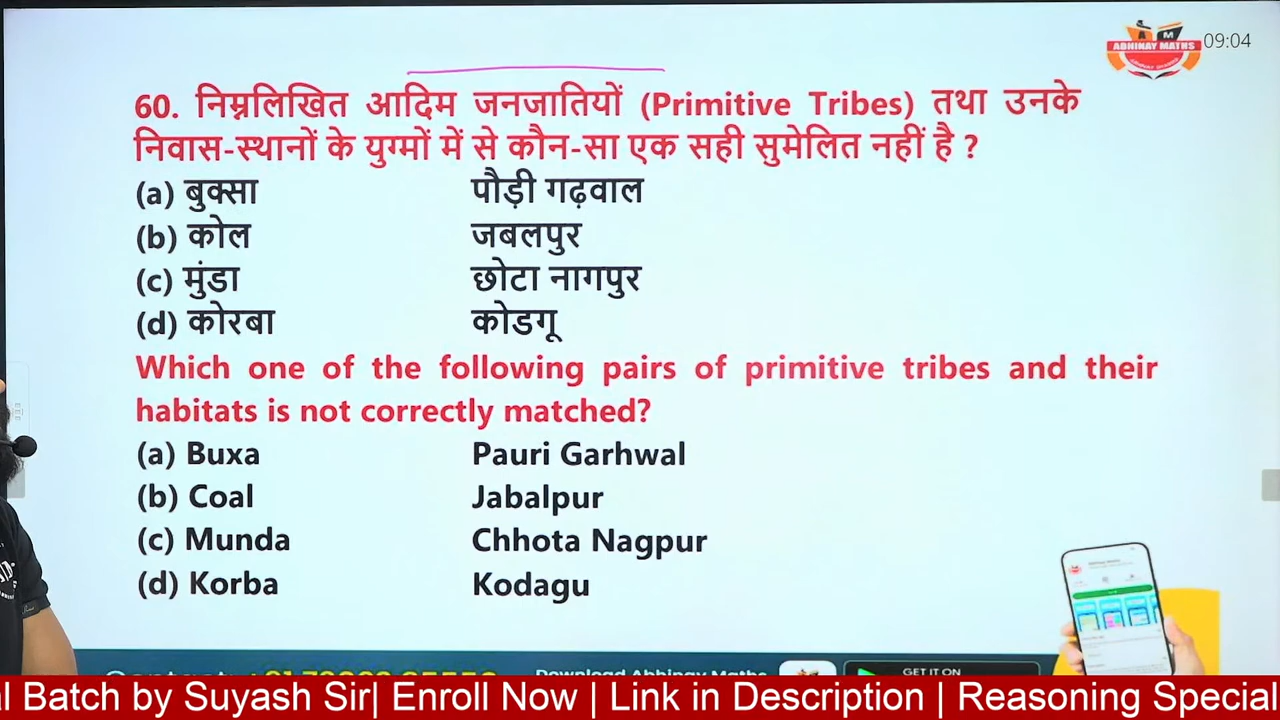 ABHINAY MATHS
09:04
60. निम्नलिखित आदिम जनजातियों (Primitive Tribes) तथा उनके
निवास-स्थानों के युग्मों में से कौन-सा एक सही सुमेलित नहीं है ?
(a) बुक्सा पौड़ी गढ़वाल
(b) कोल जबलपुर
(c) मुंडा छोटा नागपुर
(d) कोरबा कोडगू
Which one of the following pairs of primitive tribes and their
habitats is not correctly matched?
(a) Buxa Pauri Garhwal
(b) Coal Jabalpur
(c) Munda Chhota Nagpur
(d) Korba Kodagu
Download Abhinay Maths
GET IT ON
l Batch by Suyash Sir| Enroll Now | Link in Description | Reasoning Special